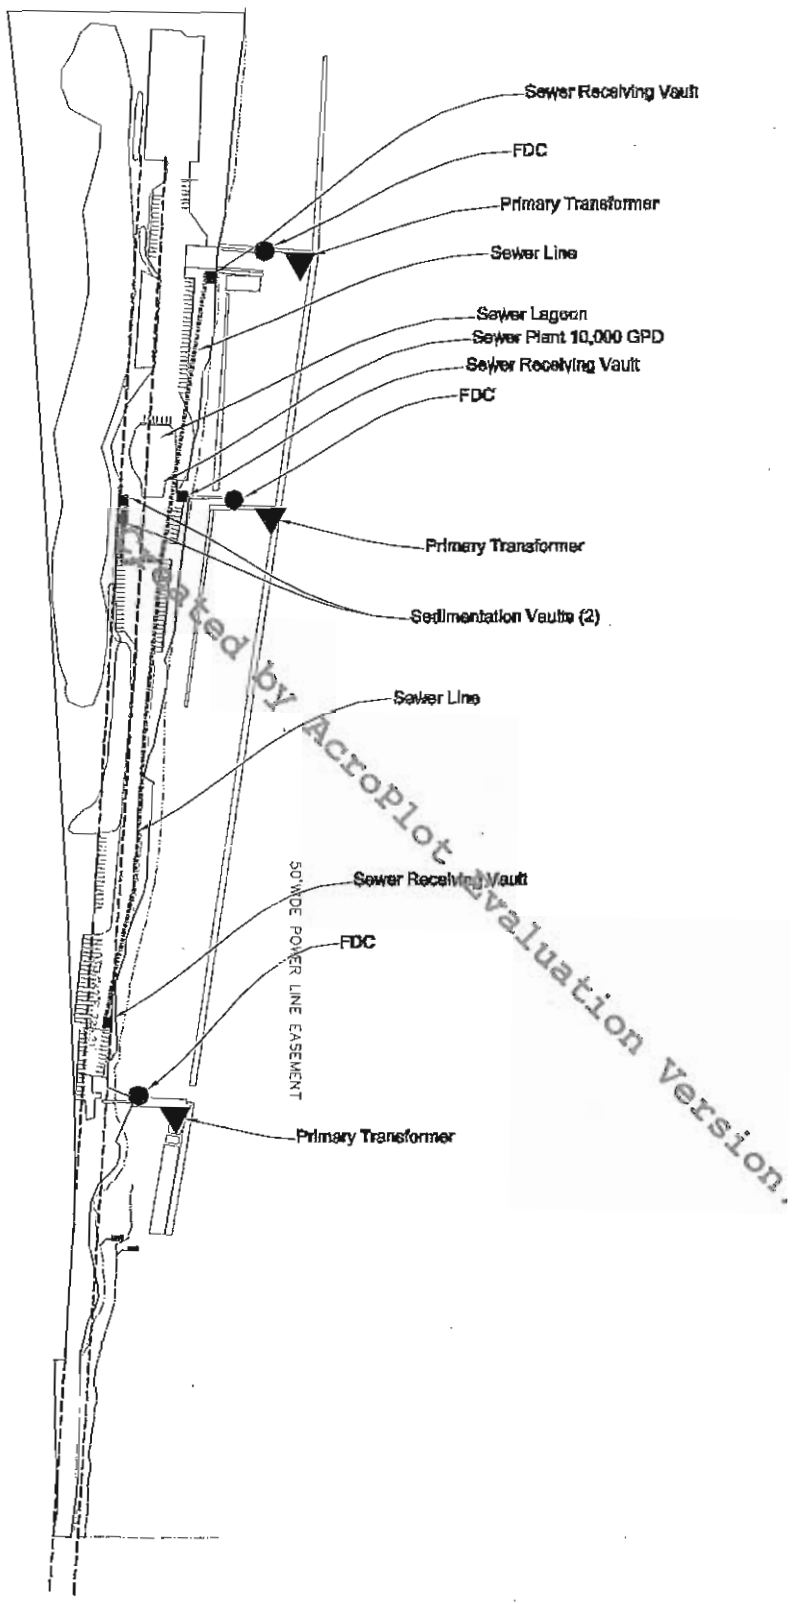 Sewer Receiving Vault
FDC
Primary Transformer
Sewer Line
Sewer Lagoon
Sewer Plant 10,000 GPD
Sewer Receiving Vault
FDC
Primary Transformer
Sedimentation Vaults (2)
Sewer Line
Sewer Receiving Vault
FDC
50' WIDE POWER LINE EASEMENT
Primary Transformer
Created by AcroPlot Evaluation Version.